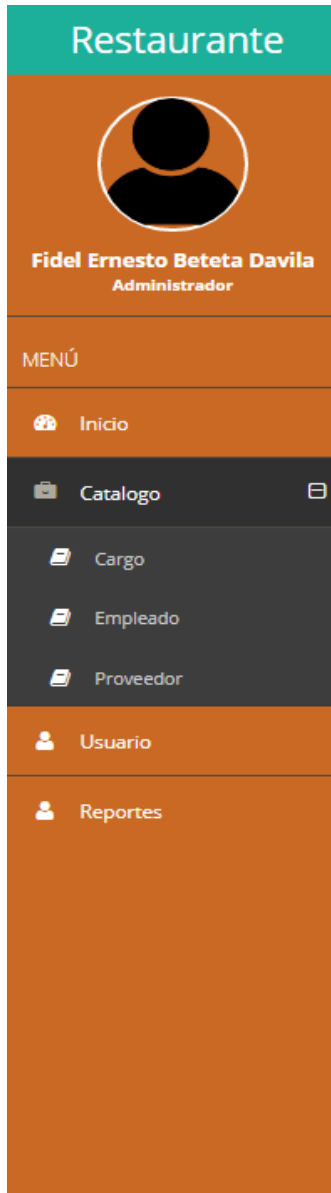 Restaurante
Fidel Ernesto Beteta Davila
Administrador
MENÚ
Inicio
Catalogo
Cargo
Empleado
Proveedor
Usuario
Reportes